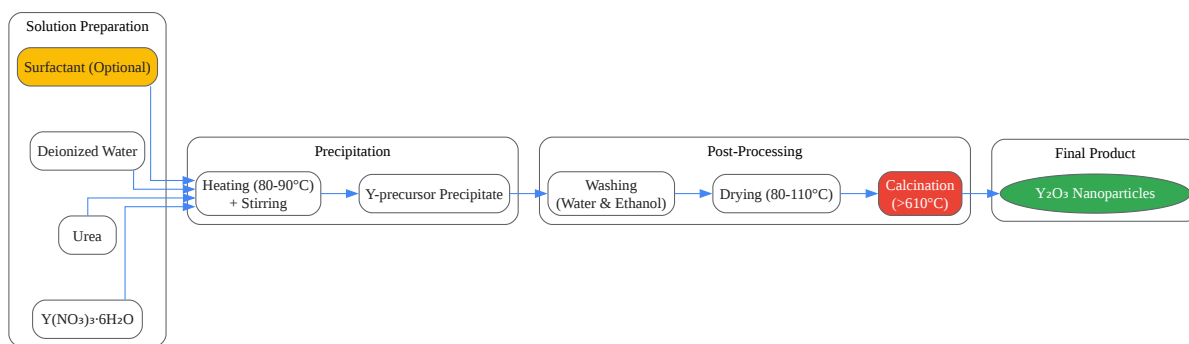 Solution Preparation
Surfactant (Optional)
Deionized Water
Urea
Y(NO₃)₃·6H₂O
Precipitation
Heating (80-90°C)
+ Stirring
Y-precursor Precipitate
Post-Processing
Washing
(Water & Ethanol)
Drying (80-110°C)
Calcination
(>610°C)
Final Product
Y₂O₃ Nanoparticles